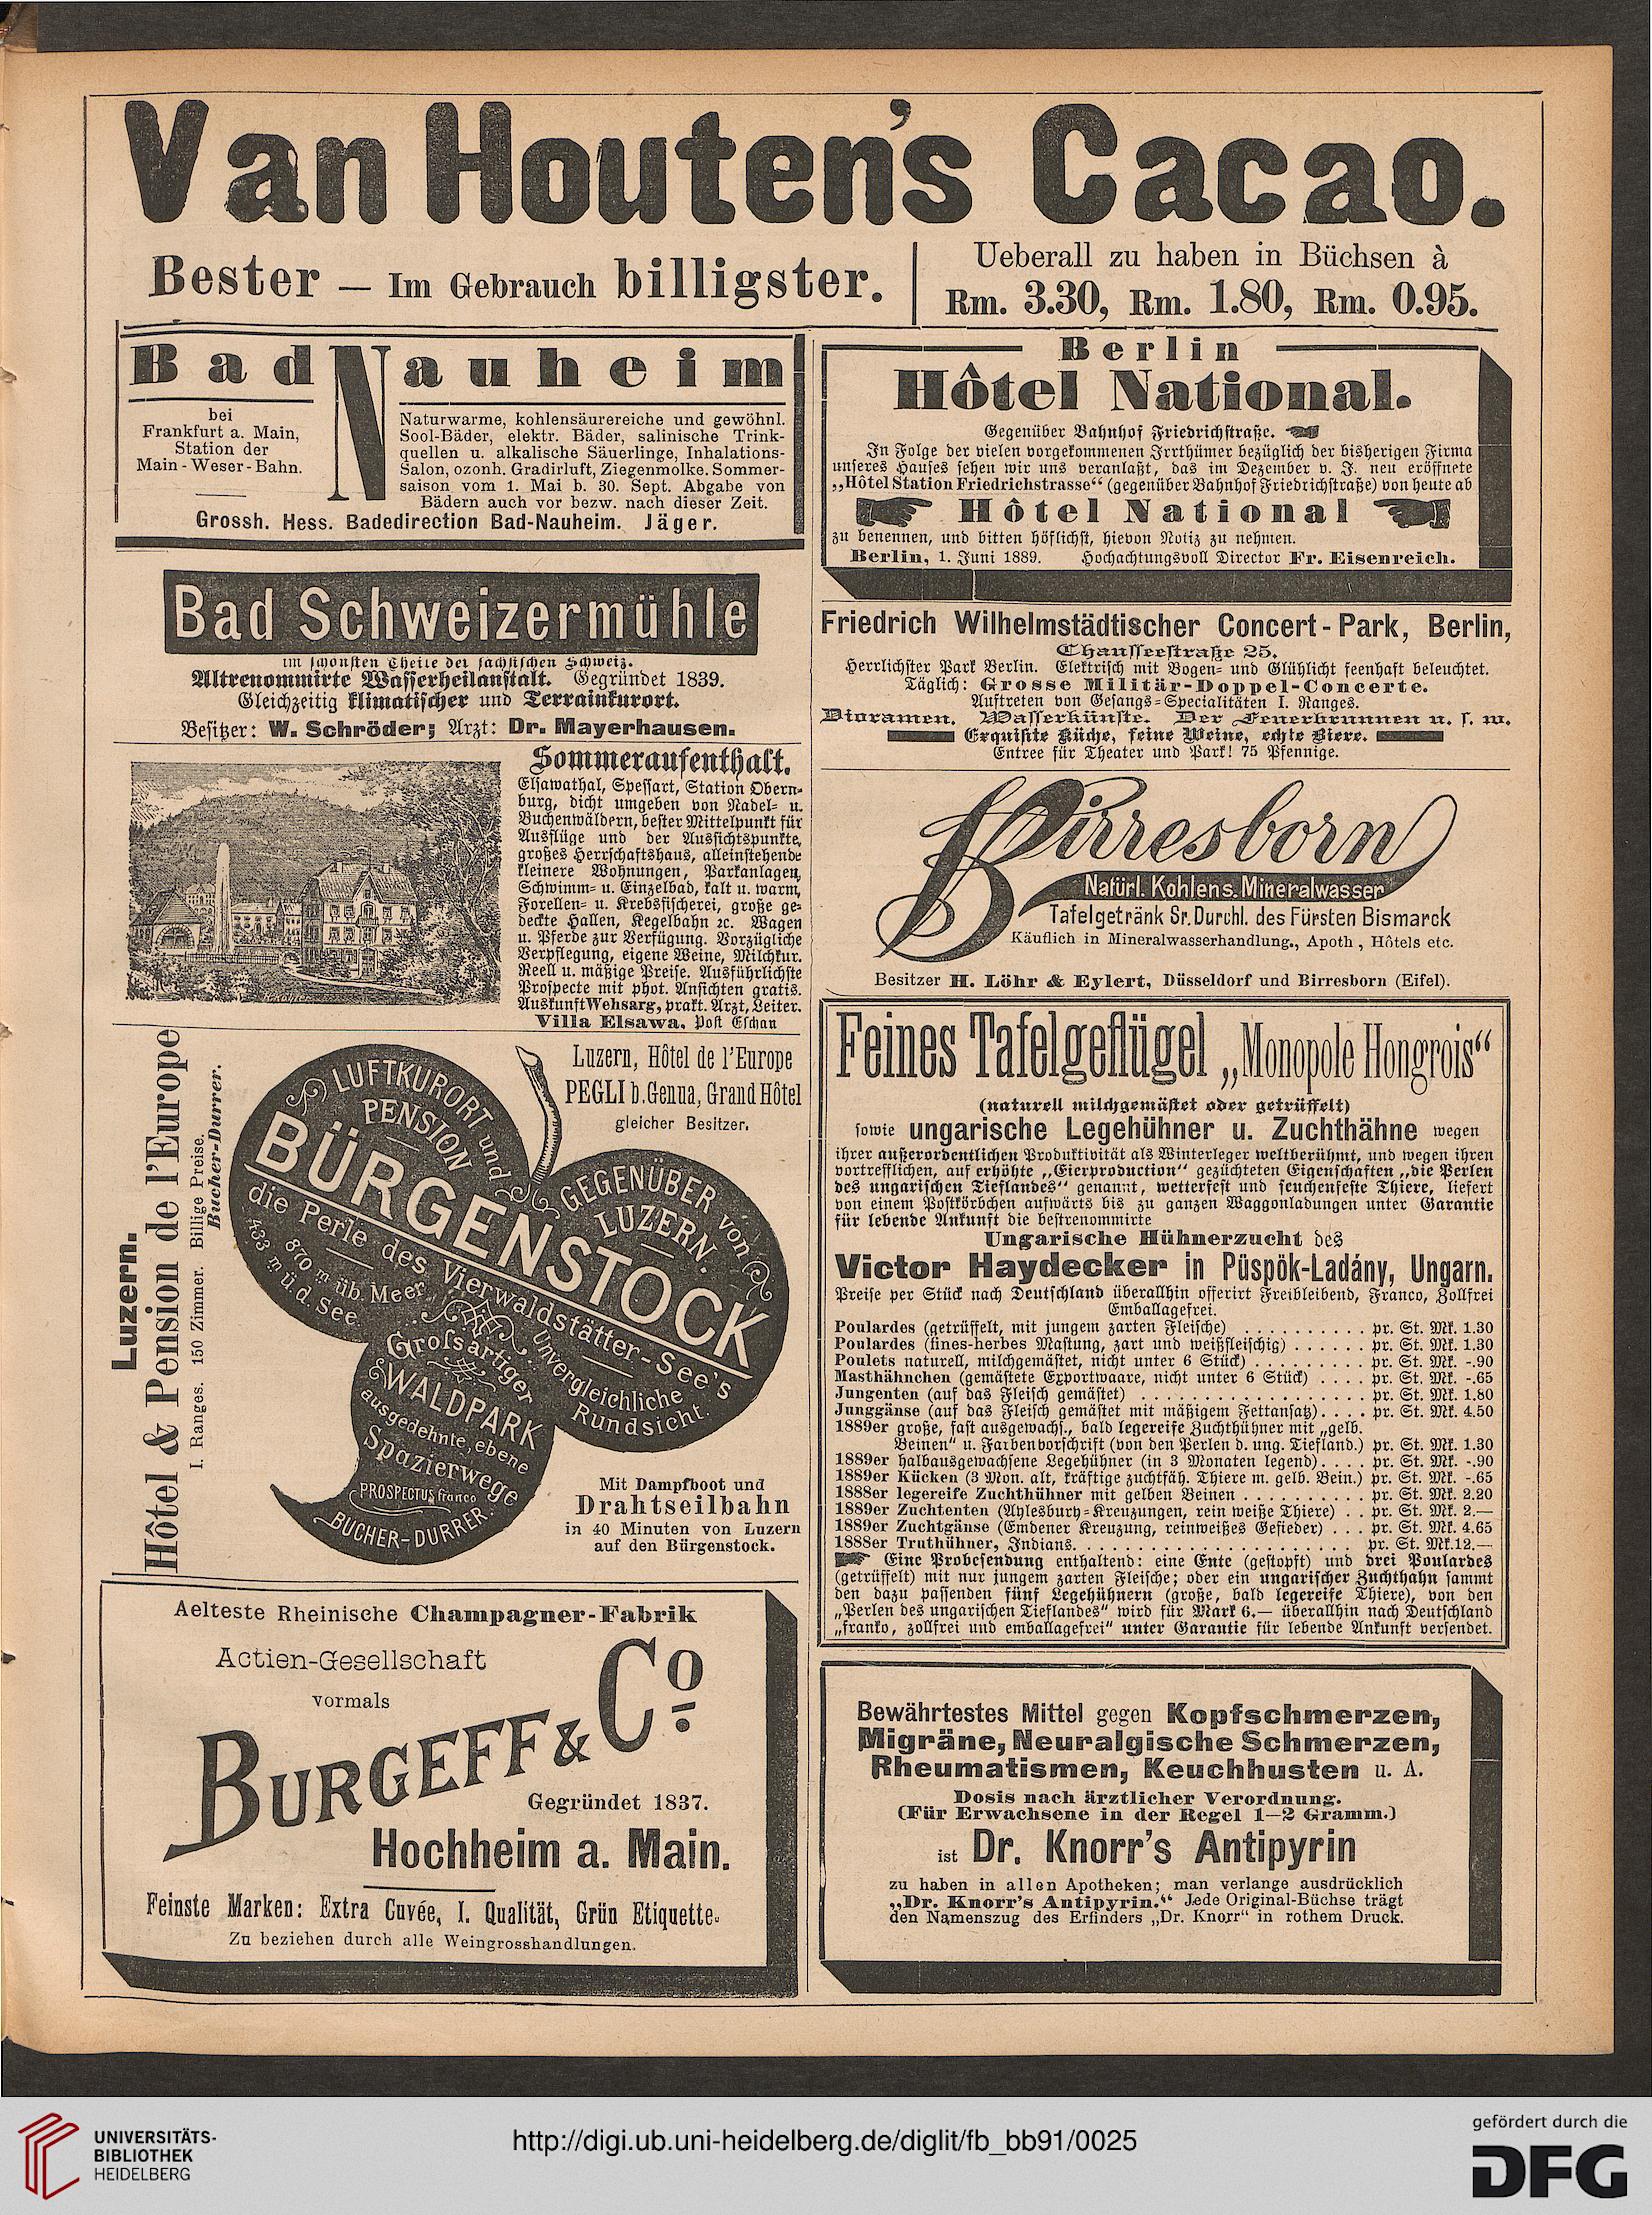 Van Houten's Cacao.
Bester — Im Gebrauch billigster.
Ueberall zu haben in Büchsen à
Rm. 3.30, Rm. 1.80, Rm. 0.95.
Bad Nauheim
bei
Frankfurt a. Main,
Station der
Main-Weser-Bahn.
Naturwarme, kohlensäurereiche und gewöhnl.
Sool-Bäder, elektr. Bäder, salinische Trink-
quellen u. alkalische Säuerlinge, Inhalations-
Salon, ozonh. Gradirluft, Ziegenmolke. Sommer-
saison vom 1. Mai b. 30. Sept. Abgabe von
Bädern auch vor bezw. nach dieser Zeit.
Grossh. Hess. Badedirection Bad-Nauheim. Jäger.
Bad Schweizermühle
im schönsten Theile der sächsischen Schweiz.
Altrenommirte Wasserheilanstalt. Gegründet 1839.
Gleichzeitig klimatischer und Terrainkurort.
Besitzer: W. Schröder; Arzt: Dr. Mayerhausen.
Sommeraufenthalt.
Elsawathal, Spessart, Station Obern-
burg, dicht umgeben von Nadel- u.
Buchenwäldern, bester Mittelpunkt für
Ausflüge und der Aussichtspunkte,
großes Herrschaftshaus, alleinstehende
kleinere Wohnungen, Parkanlagen,
Schwimm- u. Einzelbad, kalt u. warm,
Forellen- u. Krebsfischerei, große ge-
deckte Hallen, Kegelbahn ꝛc. Wagen
u. Pferde zur Verfügung. Vorzügliche
Verpflegung, eigene Weine, Milchkur.
Reell u. mäßige Preise. Ausführlichste
Prospecte mit phot. Ansichten gratis.
Auskunft Wehsarg, prakt. Arzt, Leiter.
Villa Elsawa, Post Eschau
Luzern.
Hôtel & Pension de l'Europe
I. Ranges. 150 Zimmer. Billige Preise.
Bucher-Durrer.
Luzern, Hôtel de l'Europe
PEGLI b. Genua, Grand Hôtel
gleicher Besitzer.
LUFTKURORT und
PENSION
BÜRGENSTOCK
GEGENÜBER von
LUZERN.
die Perle des Vierwaldstätter-See's
870 m üb. Meer,
433 m ü. d. See.
Unvergleichliche
Rundsicht.
Grofsartiger
WALDPARK
ausgedehnte, ebene
Spazierwege
PROSPECTUS franco
BUCHER-DURRER.
Mit Dampfboot und
Drahtseilbahn
in 40 Minuten von Luzern
auf den Bürgenstock.
Aelteste Rheinische Champagner-Fabrik
Actien-Gesellschaft
vormals
BURGEFF & Co
Gegründet 1837.
Hochheim a. Main.
Feinste Marken: Extra Cuvée, I. Qualität, Grün Etiquette.
Zu beziehen durch alle Weingrosshandlungen.
Berlin
Hôtel National.
Gegenüber Bahnhof Friedrichstraße.
In Folge der vielen vorgekommenen Irrthümer bezüglich der bisherigen Firma
unseres Hauses sehen wir uns veranlaßt, das im Dezember v. J. neu eröffnete
„Hôtel Station Friedrichstrasse“ (gegenüber Bahnhof Friedrichstraße) von heute ab
Hôtel National
zu benennen, und bitten höflichst, hievon Notiz zu nehmen.
Berlin, 1. Juni 1889. Hochachtungsvoll Director Fr. Eisenreich.
Friedrich Wilhelmstädtischer Concert-Park, Berlin,
Chausseestraße 25.
Herrlichster Park Berlin. Elektrisch mit Bogen- und Glühlicht feenhaft beleuchtet.
Täglich: Grosse Militär-Doppel-Concerte.
Auftreten von Gesangs-Specialitäten I. Ranges.
Dioramen. Wasserkünste. Der Feuerbrunnen u. s. w.
Exquisite Küche, feine Weine, echte Biere.
Entree für Theater und Park! 75 Pfennige.
Birresborn
Natürl. Kohlens. Mineralwasser
Tafelgetränk Sr. Durchl. des Fürsten Bismarck
Käuflich in Mineralwasserhandlung., Apoth, Hôtels etc.
Besitzer H. Löhr & Eylert, Düsseldorf und Birresborn (Eifel).
Feines Tafelgeflügel „Monopole Hongrois“
(naturell milchgemästet oder getrüffelt)
sowie ungarische Legehühner u. Zuchthähne wegen
ihrer außerordentlichen Produktivität als Winterleger weltberühmt, und wegen ihren
vortrefflichen, auf erhöhte „Eierproduction“ gezüchteten Eigenschaften „die Perlen
des ungarischen Tieflandes“ genannt, wetterfest und seuchenfeste Thiere, liefert
von einem Postkörbchen aufwärts bis zu ganzen Waggonladungen unter Garantie
für lebende Ankunft die bestrenommirte
Ungarische Hühnerzucht des
Victor Haydecker in Püspök-Ladány, Ungarn.
Preise per Stück nach Deutschland überallhin offerirt Freibleibend, Franco, Zollfrei
Emballagefrei.
Poulardes (getrüffelt, mit jungem zarten Fleische) . . . . . . . . . . pr. St. Mk. 1.30
Poulardes (fines-herbes Mastung, zart und weißfleischig) . . . . . . pr. St. Mk. 1.30
Poulets naturell, milchgemästet, nicht unter 6 Stück) . . . . . . . . . pr. St. Mk. -.90
Masthähnchen (gemästete Exportwaare, nicht unter 6 Stück) . . . . pr. St. Mk. -.65
Jungenten (auf das Fleisch gemästet) . . . . . . . . . . . . . . . . pr. St. Mk. 1.80
Junggänse (auf das Fleisch gemästet mit mäßigem Fettansatz) . . . . pr. St. Mk. 4.50
1889er große, fast ausgewachs., bald legereife Zuchthühner mit „gelb.
Beinen“ u. Farbenvorschrift (von den Perlen d. ung. Tiefland.) pr. St. Mk. 1.30
1889er halbausgewachsene Legehühner (in 3 Monaten legend) . . . . pr. St. Mk. -.90
1889er Kücken (3 Mon. alt, kräftige zuchtfäh. Thiere m. gelb. Bein.) pr. St. Mk. -.65
1888er legereife Zuchthühner mit gelben Beinen . . . . . . . . . . . pr. St. Mk. 2.20
1889er Zuchtenten (Aylesbury-Kreuzungen, rein weiße Thiere) . . pr. St. Mk. 2.—
1889er Zuchtgänse (Emdener Kreuzung, reinweißes Gefieder) . . . pr. St. Mk. 4.65
1888er Truthühner, Indians. . . . . . . . . . . . . . . . . . . . . . . pr. St. Mk. 12.—
Eine Probesendung enthaltend: eine Ente (gestopft) und drei Poulardes
(getrüffelt) mit nur jungem zarten Fleische; oder ein ungarischer Zuchthahn sammt
den dazu passenden fünf Legehühnern (große, bald legereife Thiere), von den
„Perlen des ungarischen Tieflandes“ wird für Mark 6.— überallhin nach Deutschland
„franko, zollfrei und emballagefrei“ unter Garantie für lebende Ankunft versendet.
Bewährtestes Mittel gegen Kopfschmerzen,
Migräne, Neuralgische Schmerzen,
Rheumatismen, Keuchhusten u. A.
Dosis nach ärztlicher Verordnung.
(Für Erwachsene in der Regel 1—2 Gramm.)
ist Dr. Knorr's Antipyrin
zu haben in allen Apotheken; man verlange ausdrücklich
„Dr. Knorr's Antipyrin.“ Jede Original-Büchse trägt
den Namenszug des Erfinders „Dr. Knorr“ in rothem Druck.
UNIVERSITÄTS-
BIBLIOTHEK
HEIDELBERG
http://digi.ub.uni-heidelberg.de/diglit/fb_bb91/0025
gefördert durch die
DFG